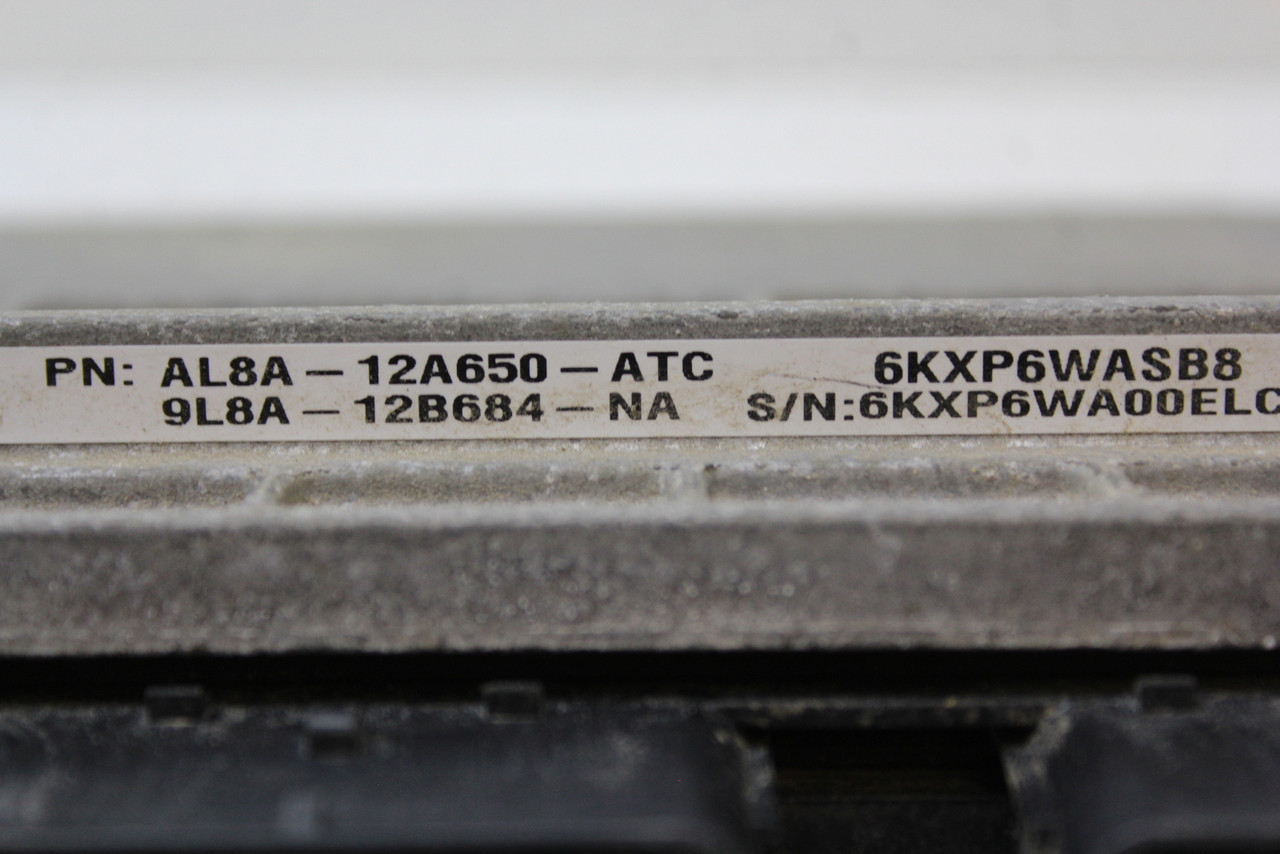 PN: AL8A-12A650-ATC 6KXP6WASB8
9L8A-12B684-NA S/N:6KXP6WA00ELC